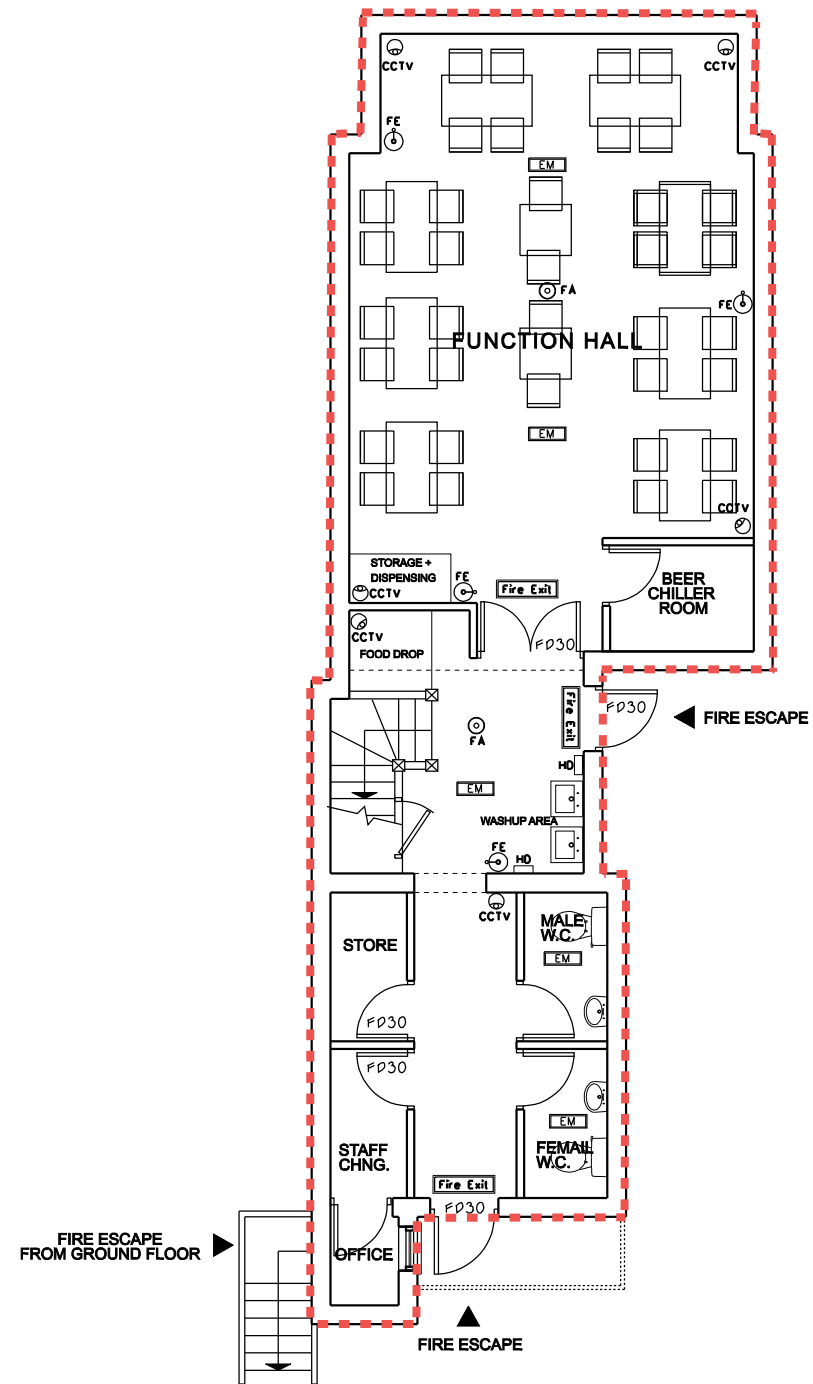 CCTV
CCTV
FE
EM
FA
FE
FUNCTION HALL
EM
CCTV
STORAGE +
DISPENSING
CCTV
FE
Fire Exit
BEER
CHILLER
ROOM
CCTV
FOOD DROP
FD30
Fire Exit
FD30
FIRE ESCAPE
FA
HD
EM
WASHUP AREA
FE
HD
CCTV
MALE
W.C.
STORE
EM
FD30
FD30
EM
STAFF
CHNG.
FEMAIL
W.C.
Fire Exit
FD30
FIRE ESCAPE
FROM GROUND FLOOR
OFFICE
FIRE ESCAPE